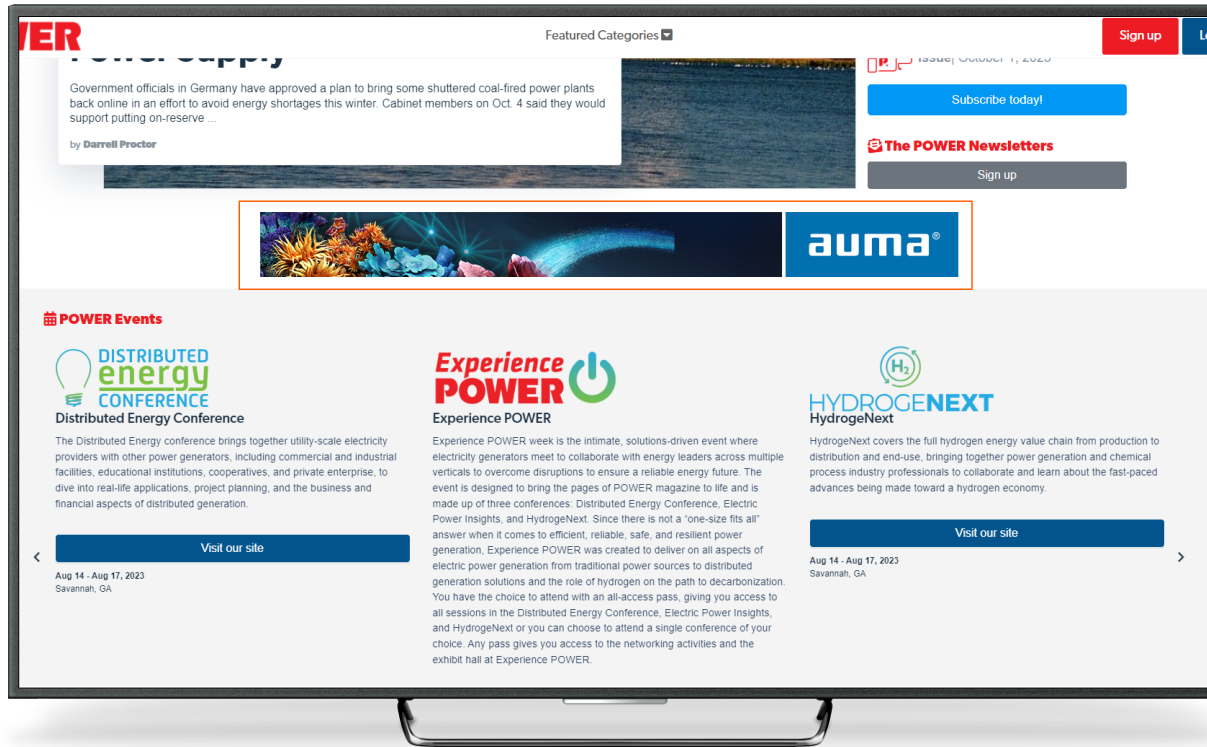 WER
Featured Categories
Sign up
Power Supply
Government officials in Germany have approved a plan to bring some shuttered coal-fired power plants
back online in an effort to avoid energy shortages this winter. Cabinet members on Oct. 4 said they would
support putting on-reserve ...
by Darrell Proctor
Issue| October 1, 2023
Subscribe today!
The POWER Newsletters
Sign up
auma®
POWER Events
DISTRIBUTED
energy
CONFERENCE
Distributed Energy Conference
The Distributed Energy conference brings together utility-scale electricity
providers with other power generators, including commercial and industrial
facilities, educational institutions, cooperatives, and private enterprise, to
dive into real-life applications, project planning, and the business and
financial aspects of distributed generation.
Visit our site
Aug 14 - Aug 17, 2023
Savannah, GA
Experience
POWER
Experience POWER
Experience POWER week is the intimate, solutions-driven event where
electricity generators meet to collaborate with energy leaders across multiple
verticals to overcome disruptions to ensure a reliable energy future. The
event is designed to bring the pages of POWER magazine to life and is
made up of three conferences: Distributed Energy Conference, Electric
Power Insights, and HydrogeNext. Since there is not a “one-size fits all”
answer when it comes to efficient, reliable, safe, and resilient power
generation, Experience POWER was created to deliver on all aspects of
electric power generation from traditional power sources to distributed
generation solutions and the role of hydrogen on the path to decarbonization.
You have the choice to attend with an all-access pass, giving you access to
all sessions in the Distributed Energy Conference, Electric Power Insights,
and HydrogeNext or you can choose to attend a single conference of your
choice. Any pass gives you access to the networking activities and the
exhibit hall at Experience POWER.
H2
HYDROGENEXT
HydrogeNext
HydrogeNext covers the full hydrogen energy value chain from production to
distribution and end-use, bringing together power generation and chemical
process industry professionals to collaborate and learn about the fast-paced
advances being made toward a hydrogen economy.
Visit our site
Aug 14 - Aug 17, 2023
Savannah, GA